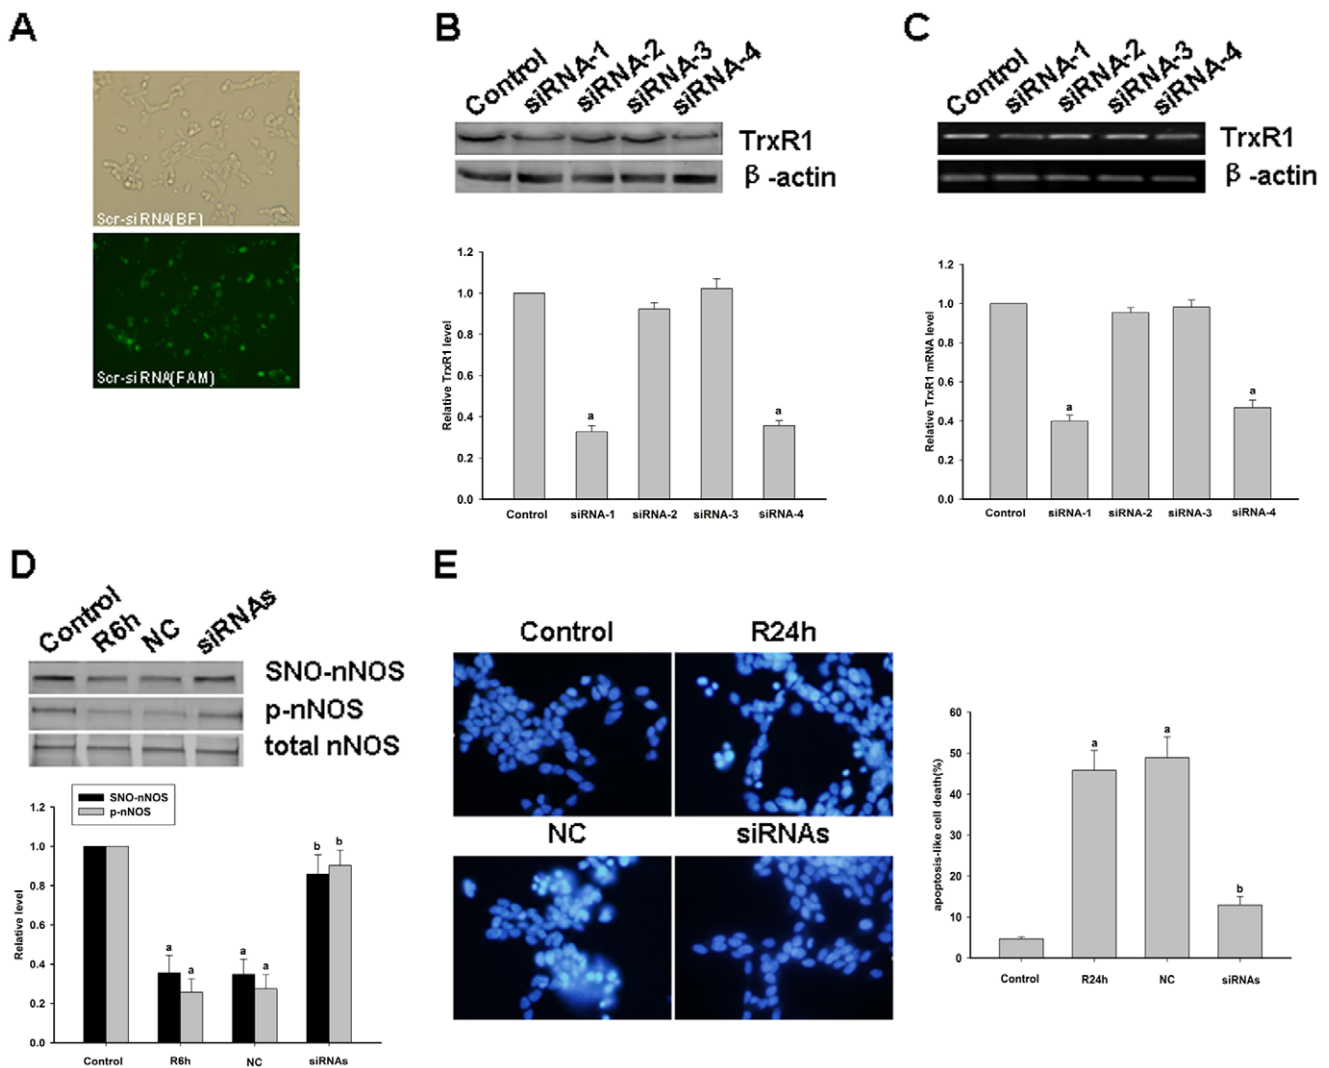 A
Scr-siRNA(BF)
Scr-siRNA(FAM)
B
Control siRNA-1 siRNA-2 siRNA-3 siRNA-4
TrxR1
β-actin
Relative TrxR1 level
1.2
1.0
0.8
0.6
0.4
0.2
0.0
a
a
Control siRNA-1 siRNA-2 siRNA-3 siRNA-4
C
Control siRNA-1 siRNA-2 siRNA-3 siRNA-4
TrxR1
β-actin
Relative TrxR1 mRNA level
1.2
1.0
0.8
0.6
0.4
0.2
0.0
a
a
Control siRNA-1 siRNA-2 siRNA-3 siRNA-4
D
Control R6h NC siRNAs
SNO-nNOS
p-nNOS
total nNOS
SNO-nNOS
p-nNOS
Relative level
1.2
1.0
0.8
0.6
0.4
0.2
0.0
a a a a b b
Control R6h NC siRNAs
E
Control R24h
NC siRNAs
apoptosis-like cell death(%)
60
50
40
30
20
10
0
a a b
Control R24h NC siRNAs